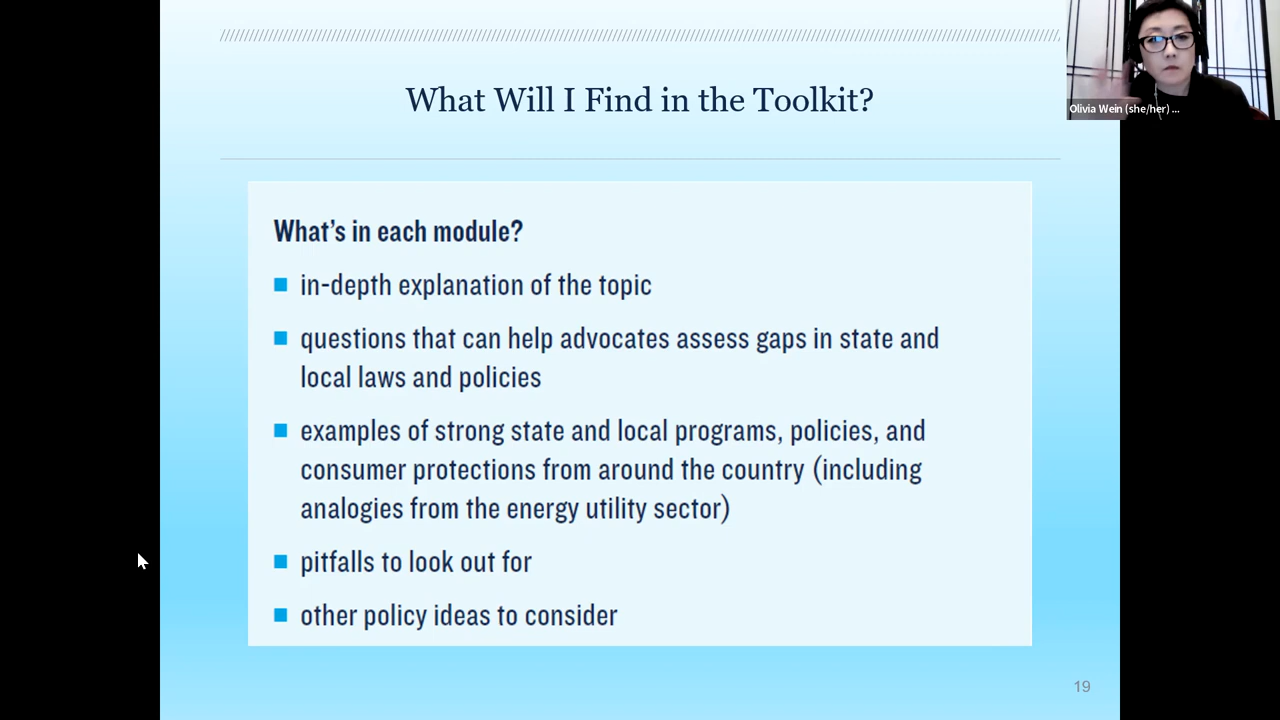 What Will I Find in the Toolkit?
Olivia Wein (she/her) ...
What's in each module?
■ in-depth explanation of the topic
■ questions that can help advocates assess gaps in state and
local laws and policies
■ examples of strong state and local programs, policies, and
consumer protections from around the country (including
analogies from the energy utility sector)
■ pitfalls to look out for
■ other policy ideas to consider
19